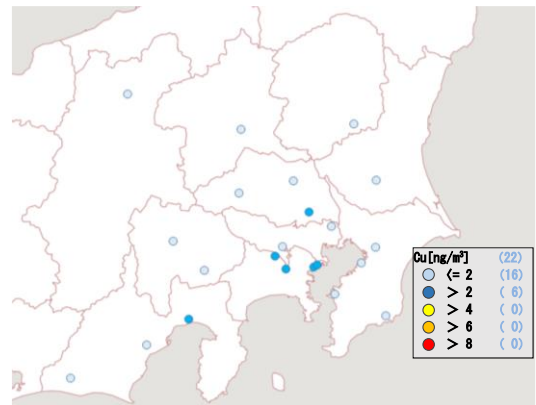 Cu[ng/m³] (22)
<= 2 (16)
> 2 ( 6)
> 4 ( 0)
> 6 ( 0)
> 8 ( 0)